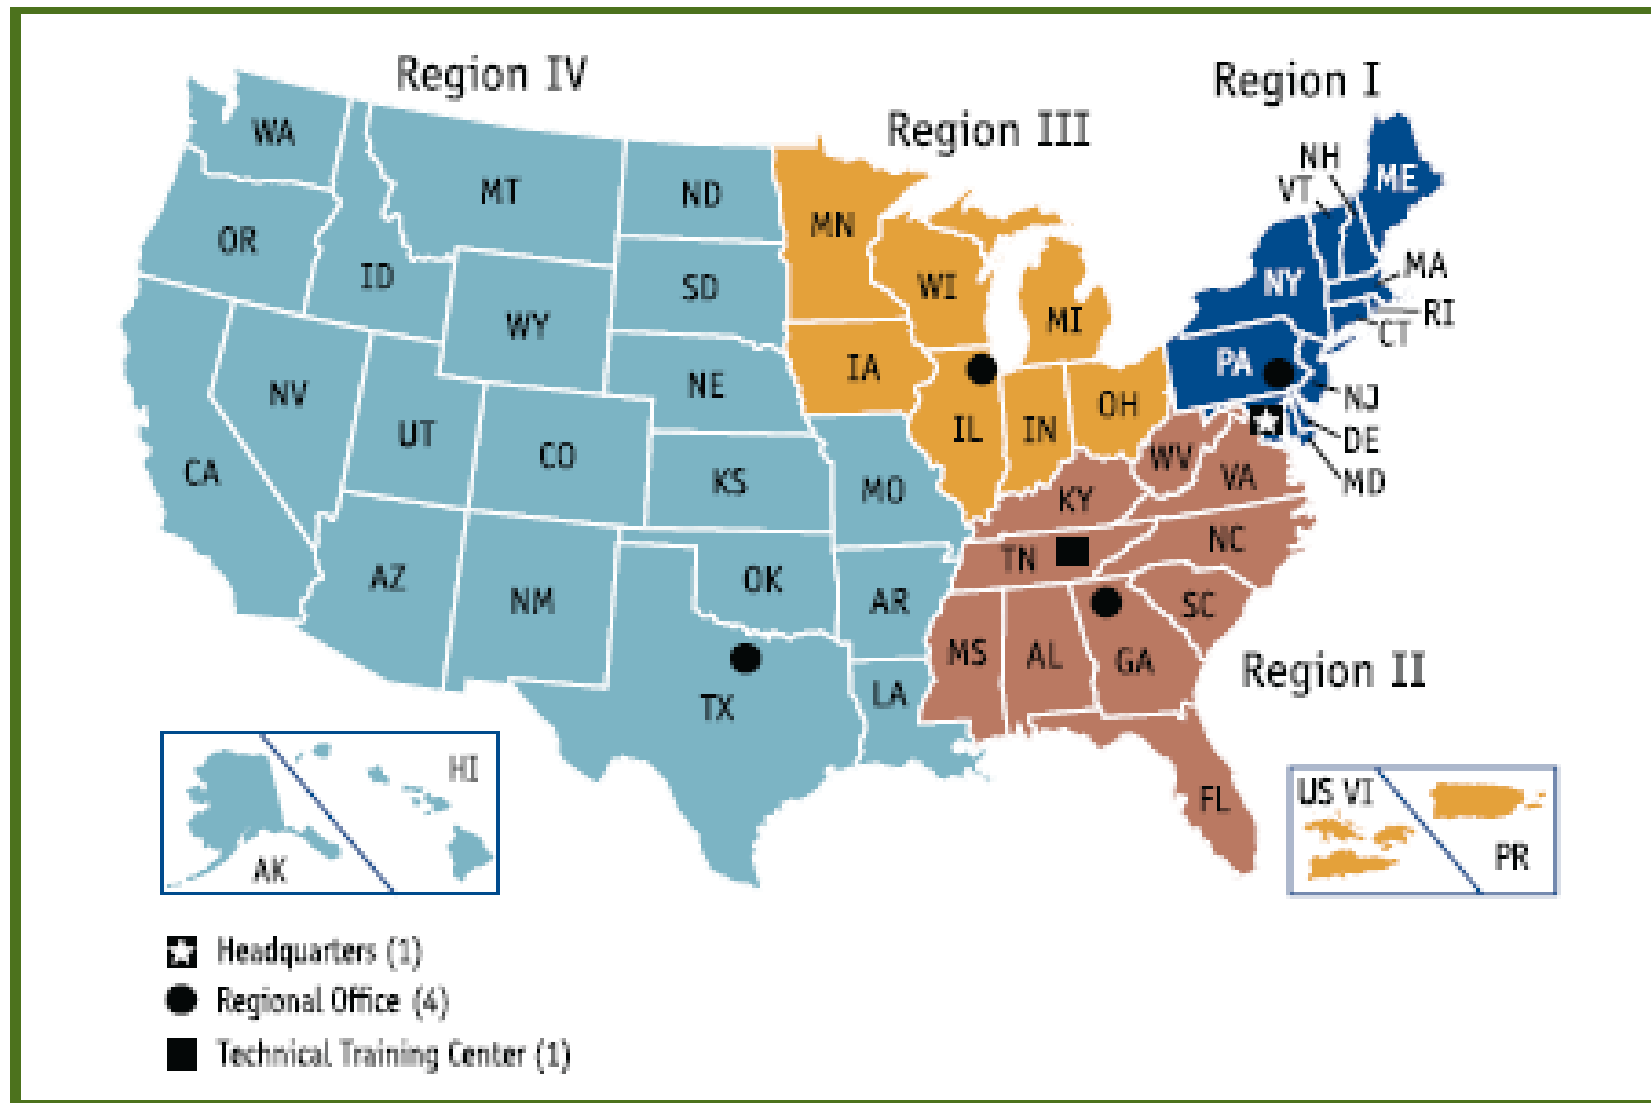 Region IV
Region I
Region III
NH
VT
ME
WA
MT
ND
MN
OR
ID
SD
WI
NY
MA
WY
MI
RI
CT
IA
PA
NV
NE
OH
NJ
UT
CO
IL
IN
DE
CA
KS
MO
WV
VA
MD
KY
AZ
NM
OK
AR
TN
NC
SC
MS
AL
GA
Region II
TX
LA
HI
AK
FL
US VI
PR
Headquarters (1)
Regional Office (4)
Technical Training Center (1)